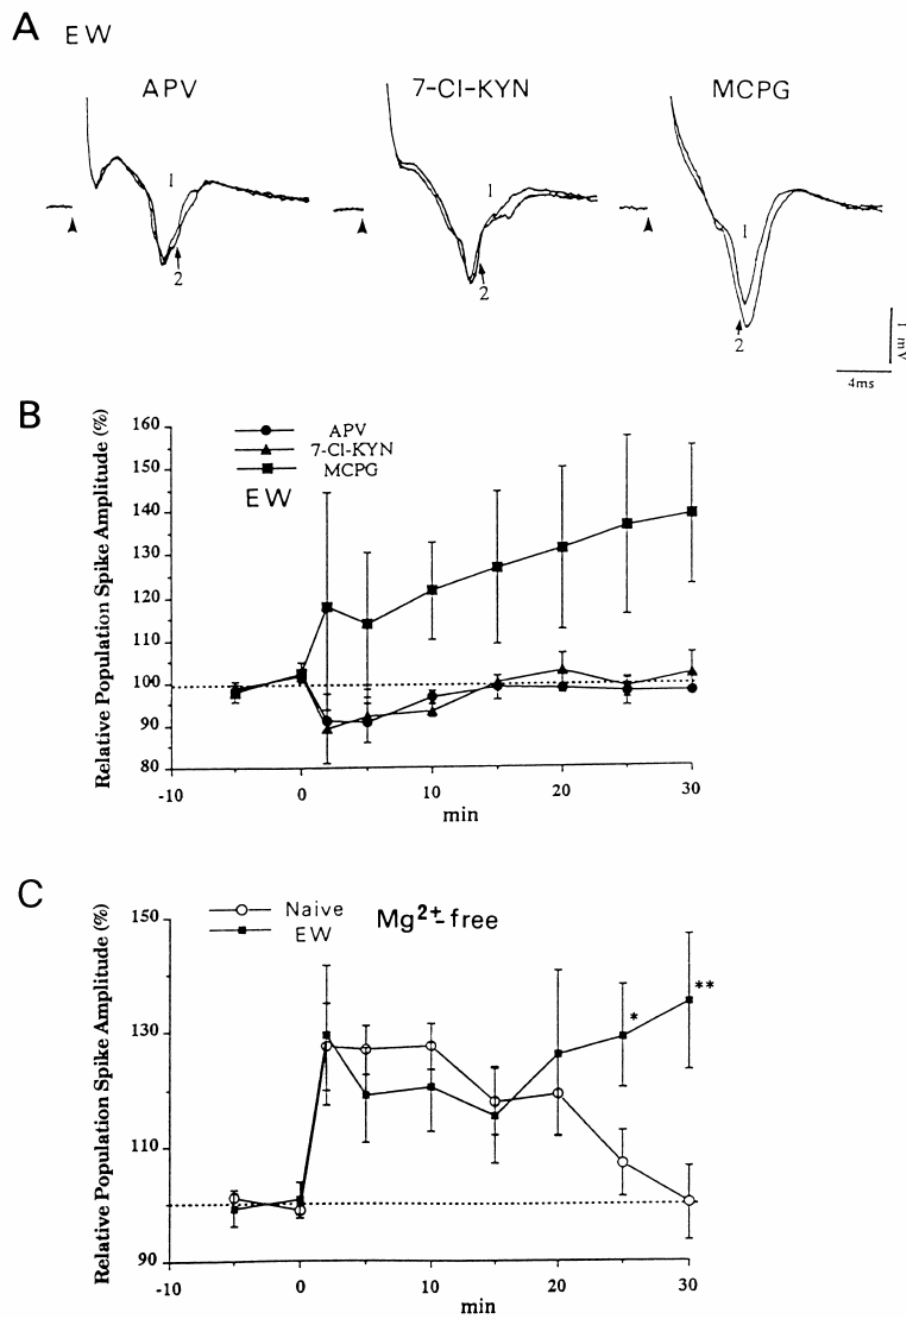 A EW
APV 7-Cl-KYN MCPG
1 1 1
2 2 2
1 mV
4ms
B
Relative Population Spike Amplitude (%)
160
150
140
130
120
110
100
90
80
APV
7-Cl-KYN
MCPG
EW
-10 0 10 20 30
min
C
Relative Population Spike Amplitude (%)
150
130
110
90
Naive
EW
Mg2+-free
*
**
-10 0 10 20 30
min